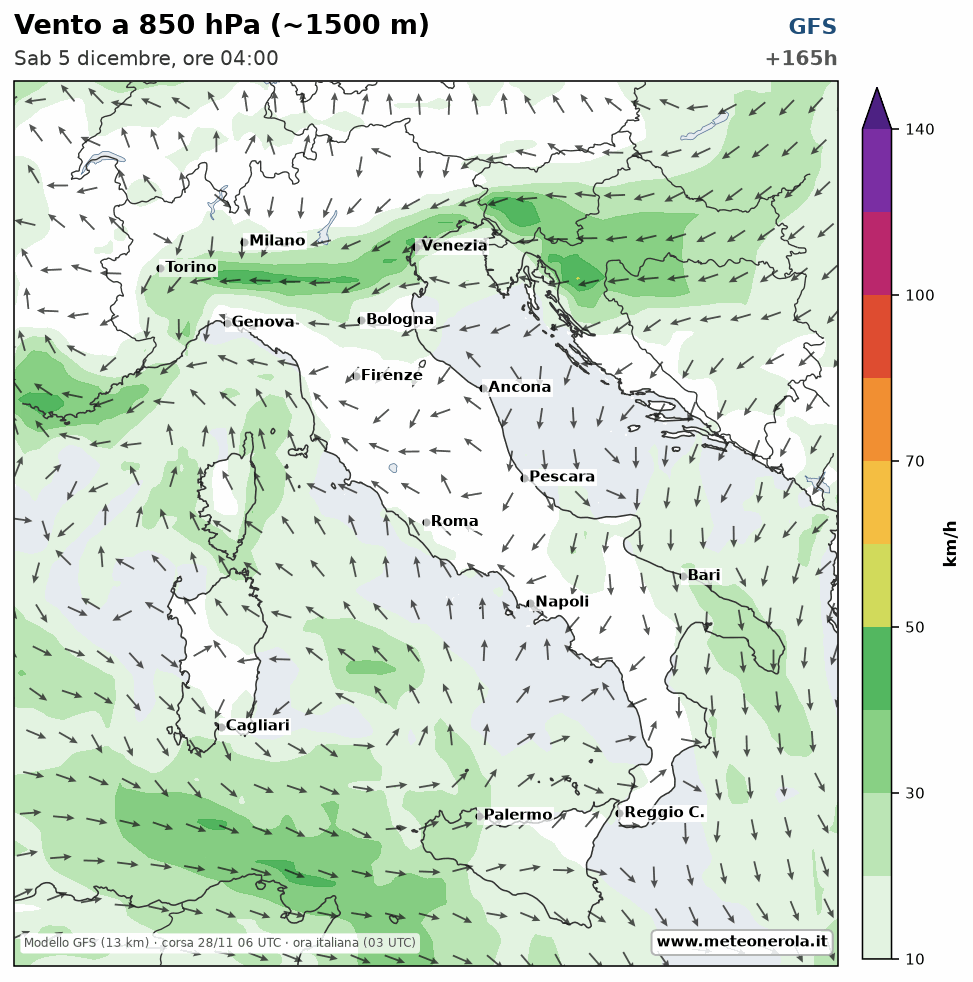 Vento a 850 hPa (~1500 m)
GFS
Sab 5 dicembre, ore 04:00
+165h
140
Milano
Venezia
Torino
100
Genova
Bologna
Firenze
Ancona
70
Pescara
Roma
km/h
Bari
Napoli
50
Cagliari
30
Palermo
Reggio C.
Modello GFS (13 km) · corsa 28/11 06 UTC · ora italiana (03 UTC)
www.meteonerola.it
10